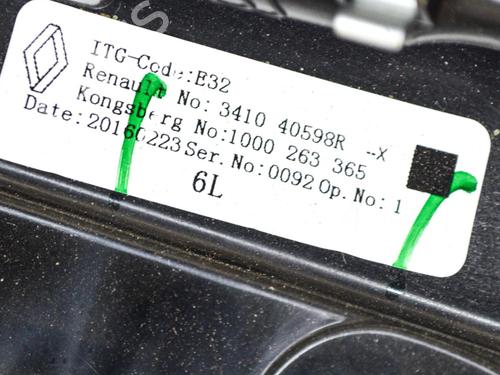 ITG-Code:E32
Renault No: 3410 40598R --X
Kongsberg No:1000 263 365
Date:20160223 Ser.No:0092 Op.No:1
6L